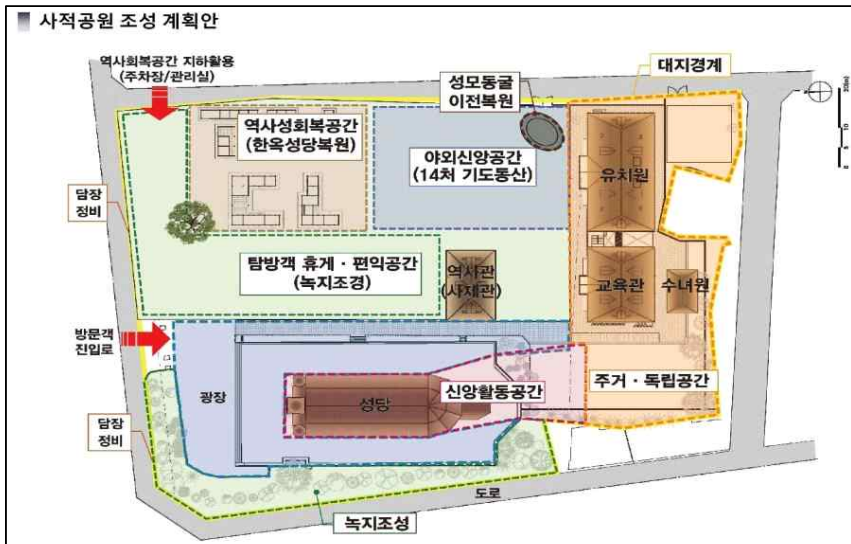 사적공원 조성 계획안
역사회복공간 지하활용
(주차장/관리실)
성모동굴
이전복원
대지경계
역사성회복공간
(한옥성당복원)
야외신앙공간
(14처 기도동산)
유치원
담장
정비
탐방객 휴게 · 편익공간
(녹지조경)
역사관
(사제관)
교육관
수녀원
방문객
진입로
광장
성당
신앙활동공간
주거 · 독립공간
담장
정비
녹지조성
도로